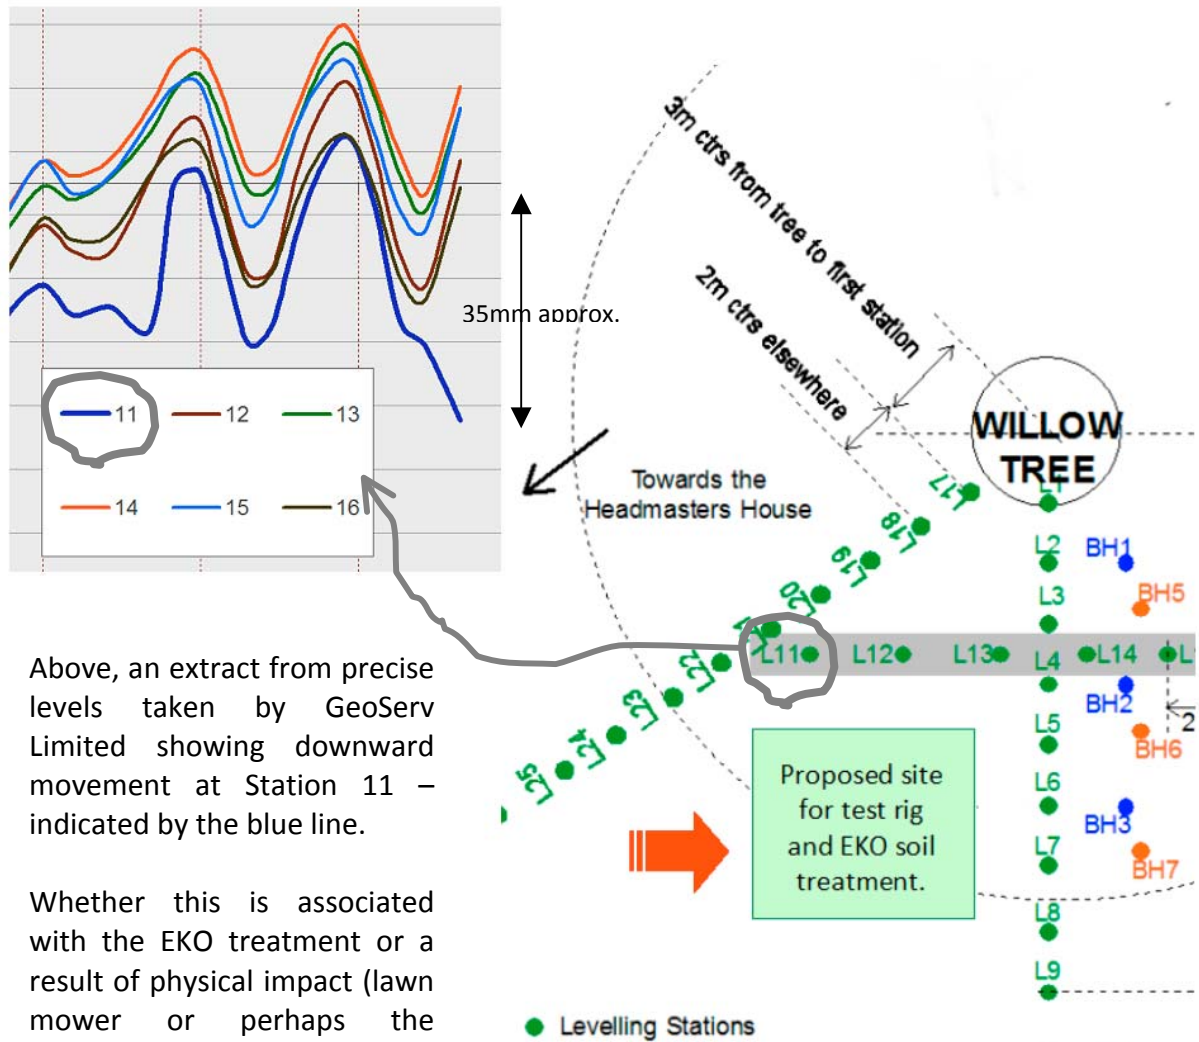 35mm approx.
11
12
13
14
15
16
Above, an extract from precise
levels taken by GeoServ
Limited showing downward
movement at Station 11 –
indicated by the blue line.
Whether this is associated
with the EKO treatment or a
result of physical impact (lawn
mower or perhaps the
3m ctrs from tree to first station
2m ctrs elsewhere
WILLOW
TREE
Towards the
Headmasters House
L17
L18
L19
L20
L22
L23
L24
L25
L1
L2
L3
L4
L5
L6
L7
L8
L9
L11
L12
L13
L14
BH1
BH5
BH2
BH6
BH3
BH7
2
Proposed site
for test rig
and EKO soil
treatment.
Levelling Stations